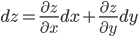 dz = ∂z/∂x dx + ∂z/∂y dy